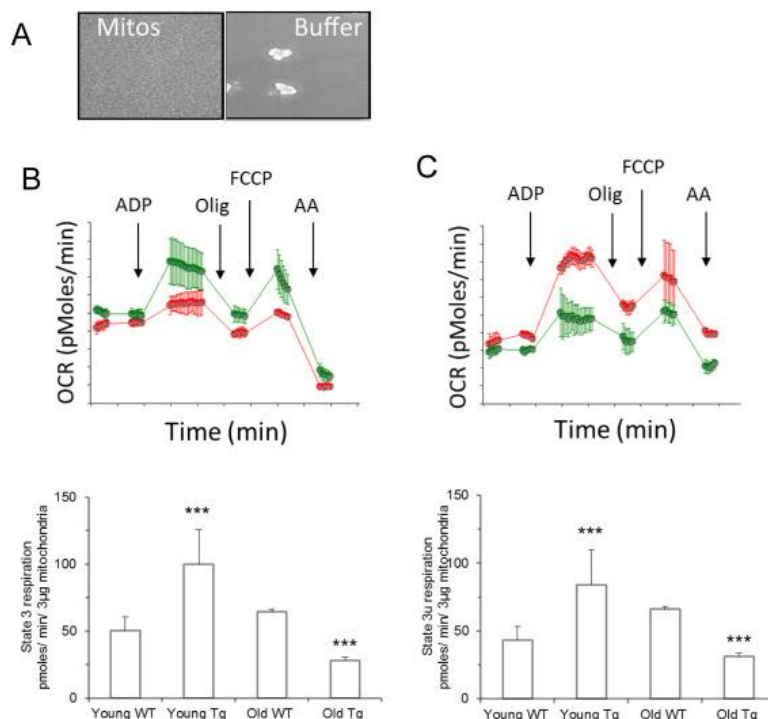 A
Mitos
Buffer
B
ADP
Olig
FCCP
AA
OCR (pMoles/min)
Time (min)
C
ADP
Olig
FCCP
AA
OCR (pMoles/min)
Time (min)
State 3 respiration
pmoles/ min/ 3µg mitochondria
150
100
50
0
***
***
Young WT
Young Tg
Old WT
Old Tg
State 3u respiration
pmoles/ min/ 3µg mitochondria
150
100
50
0
***
***
Young WT
Young Tg
Old WT
Old Tg